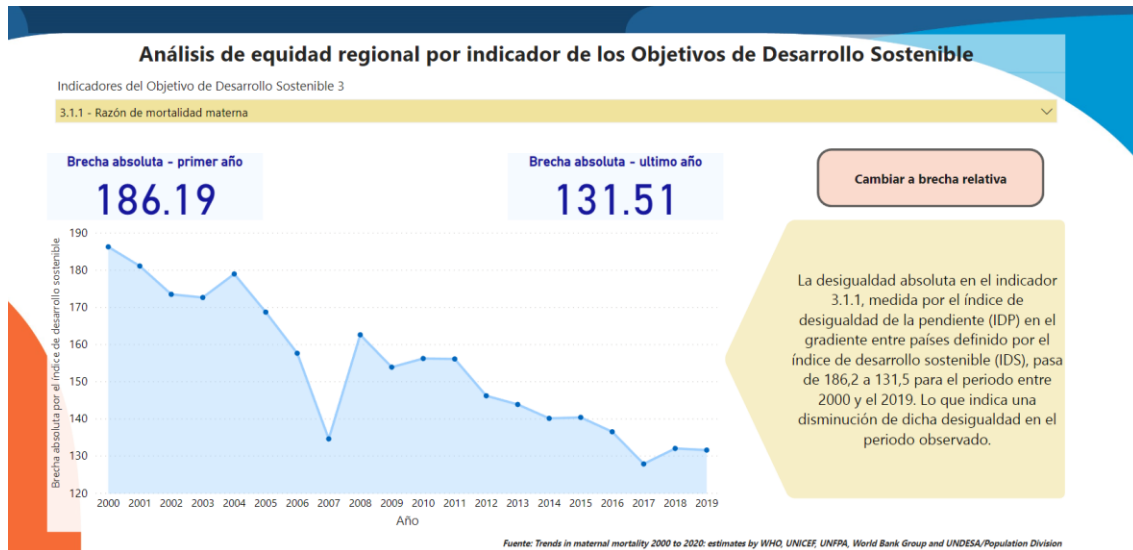 Análisis de equidad regional por indicador de los Objetivos de Desarrollo Sostenible
Indicadores del Objetivo de Desarrollo Sostenible 3
3.1.1 - Razón de mortalidad materna
Brecha absoluta - primer año
186.19
Brecha absoluta - ultimo año
131.51
Cambiar a brecha relativa
Brecha absoluta por el índice de desarrollo sostenible
190
180
170
160
150
140
130
120
2000 2001 2002 2003 2004 2005 2006 2007 2008 2009 2010 2011 2012 2013 2014 2015 2016 2017 2018 2019
Año
La desigualdad absoluta en el indicador
3.1.1, medida por el índice de
desigualdad de la pendiente (IDP) en el
gradiente entre países definido por el
índice de desarrollo sostenible (IDS), pasa
de 186,2 a 131,5 para el periodo entre
2000 y el 2019. Lo que indica una
disminución de dicha desigualdad en el
periodo observado.
Fuente: Trends in maternal mortality 2000 to 2020: estimates by WHO, UNICEF, UNFPA, World Bank Group and UNDESA/Population Division